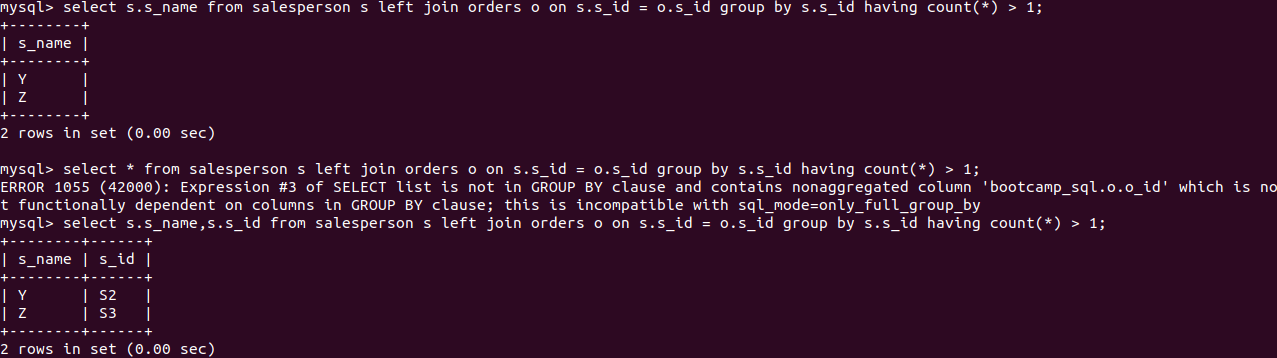 mysql> select s.s_name from salesperson s left join orders o on s.s_id = o.s_id group by s.s_id having count(*) > 1;
+--------+
| s_name |
+--------+
| Y      |
| Z      |
+--------+
2 rows in set (0.00 sec)

mysql> select * from salesperson s left join orders o on s.s_id = o.s_id group by s.s_id having count(*) > 1;
ERROR 1055 (42000): Expression #3 of SELECT list is not in GROUP BY clause and contains nonaggregated column 'bootcamp_sql.o.o_id' which is no
t functionally dependent on columns in GROUP BY clause; this is incompatible with sql_mode=only_full_group_by
mysql> select s.s_name,s.s_id from salesperson s left join orders o on s.s_id = o.s_id group by s.s_id having count(*) > 1;
+--------+------+
| s_name | s_id |
+--------+------+
| Y      | S2   |
| Z      | S3   |
+--------+------+
2 rows in set (0.00 sec)